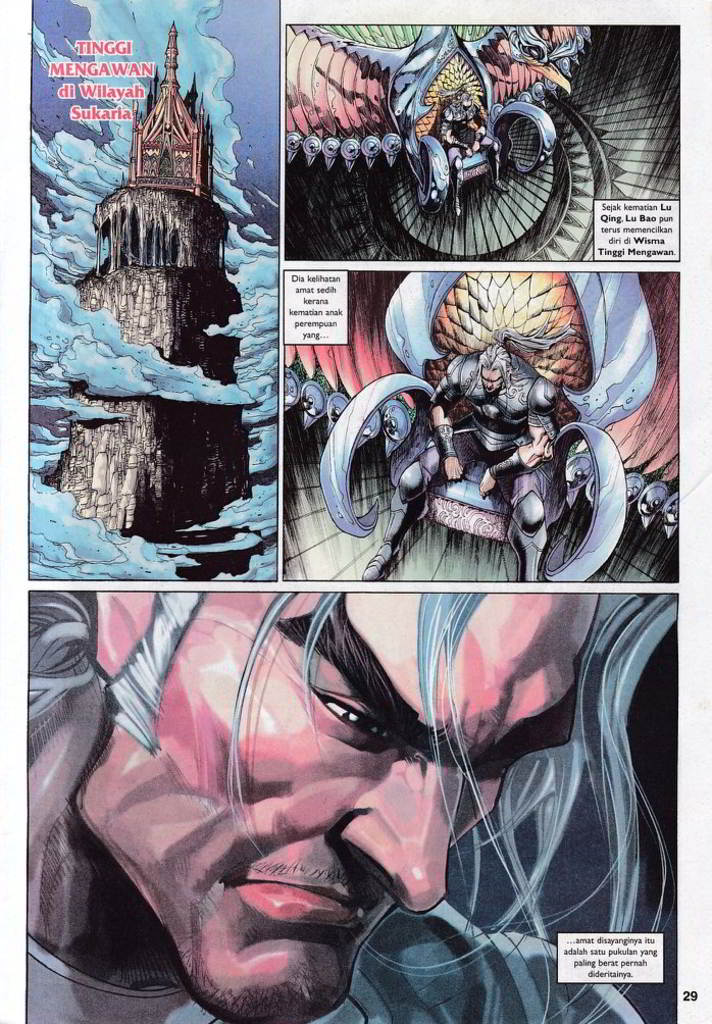 TINGGI
MENGAWAN
di Wilayah
Sukaria
Sejak kematian Lu
Qing, Lu Bao pun
terus memencilkan
diri di Wisma
Tinggi Mengawan.
Dia kelihatan
amat sedih
kerana
kematian anak
perempuan
yang...
...amat disayanginya itu
adalah satu pukulan yang
paling berat pernah
dideritainya.
29